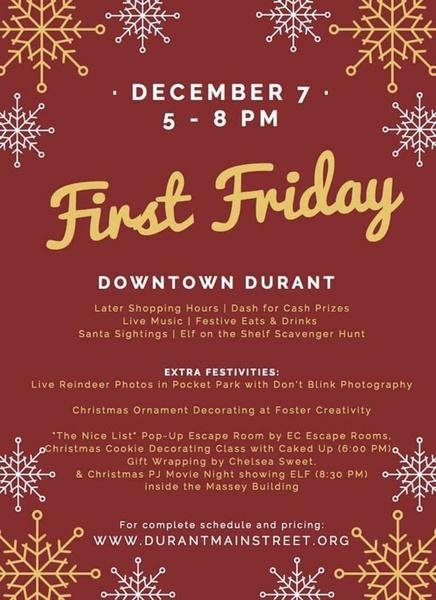 · DECEMBER 7 ·
5 - 8 PM
First Friday
DOWNTOWN DURANT
Later Shopping Hours | Dash for Cash Prizes
Live Music | Festive Eats & Drinks
Santa Sightings | Elf on the Shelf Scavenger Hunt
EXTRA FESTIVITIES:
Live Reindeer Photos in Pocket Park with Don't Blink Photography
Christmas Ornament Decorating at Foster Creativity
"The Nice List" Pop-Up Escape Room by EC Escape Rooms,
Christmas Cookie Decorating Class with Caked Up (6:00 PM),
Gift Wrapping by Chelsea Sweet,
& Christmas PJ Movie Night showing ELF (8:30 PM)
inside the Massey Building
For complete schedule and pricing:
WWW.DURANTMAINSTREET.ORG